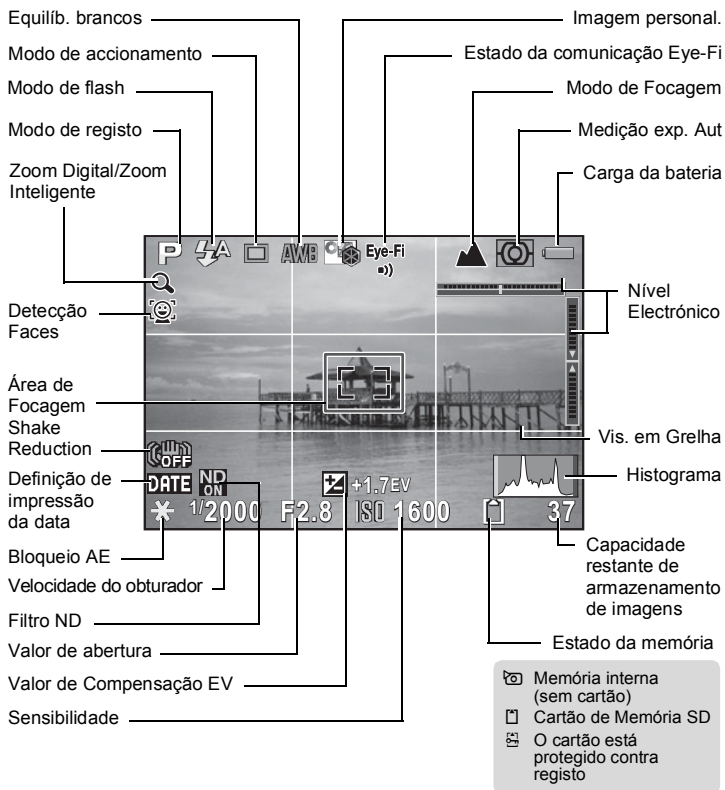 Equilíb. brancos
Modo de accionamento
Modo de flash
Modo de registo
Zoom Digital/Zoom
Inteligente
Detecção
Faces
Área de
Focagem
Shake
Reduction
Definição de
impressão
da data
Bloqueio AE
Velocidade do obturador
Filtro ND
Valor de abertura
Valor de Compensação EV
Sensibilidade
Imagem personal.
Estado da comunicação Eye-Fi
Modo de Focagem
Medição exp. Aut
Carga da bateria
P A AWB Eye-Fi
OFF
DATE ND ON
+1.7EV
1/2000 F2.8 ISO 1600 37
Nível
Electrónico
Vis. em Grelha
Histograma
Capacidade
restante de
armazenamento
de imagens
Estado da memória
Memória interna
(sem cartão)
Cartão de Memória SD
O cartão está
protegido contra
registo